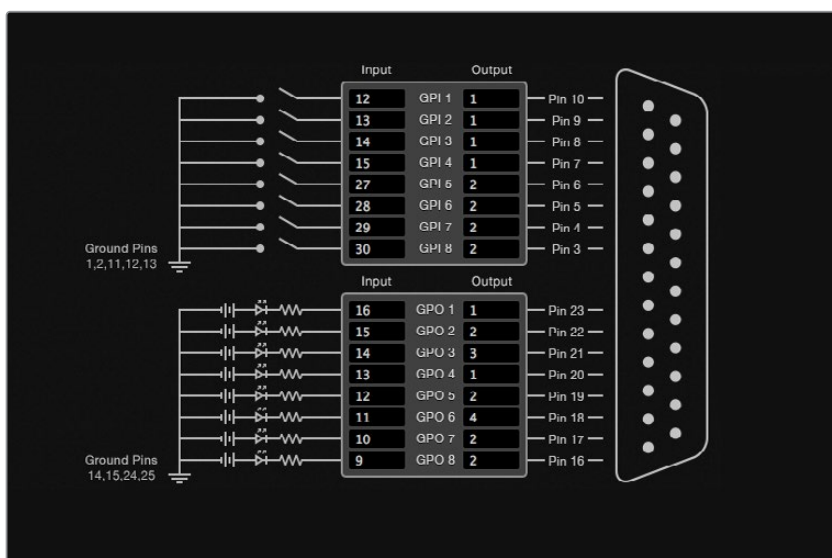 Input Output
12 GPI 1 1 Pin 10
13 GPI 2 1 Pin 9
14 GPI 3 1 Pin 8
15 GPI 4 1 Pin 7
27 GPI 5 2 Pin 6
28 GPI 6 2 Pin 5
29 GPI 7 2 Pin 4
30 GPI 8 2 Pin 3
Ground Pins
1,2,11,12,13
Input Output
16 GPO 1 1 Pin 23
15 GPO 2 2 Pin 22
14 GPO 3 3 Pin 21
13 GPO 4 1 Pin 20
12 GPO 5 2 Pin 19
11 GPO 6 4 Pin 18
10 GPO 7 2 Pin 17
9 GPO 8 2 Pin 16
Ground Pins
14,15,24,25